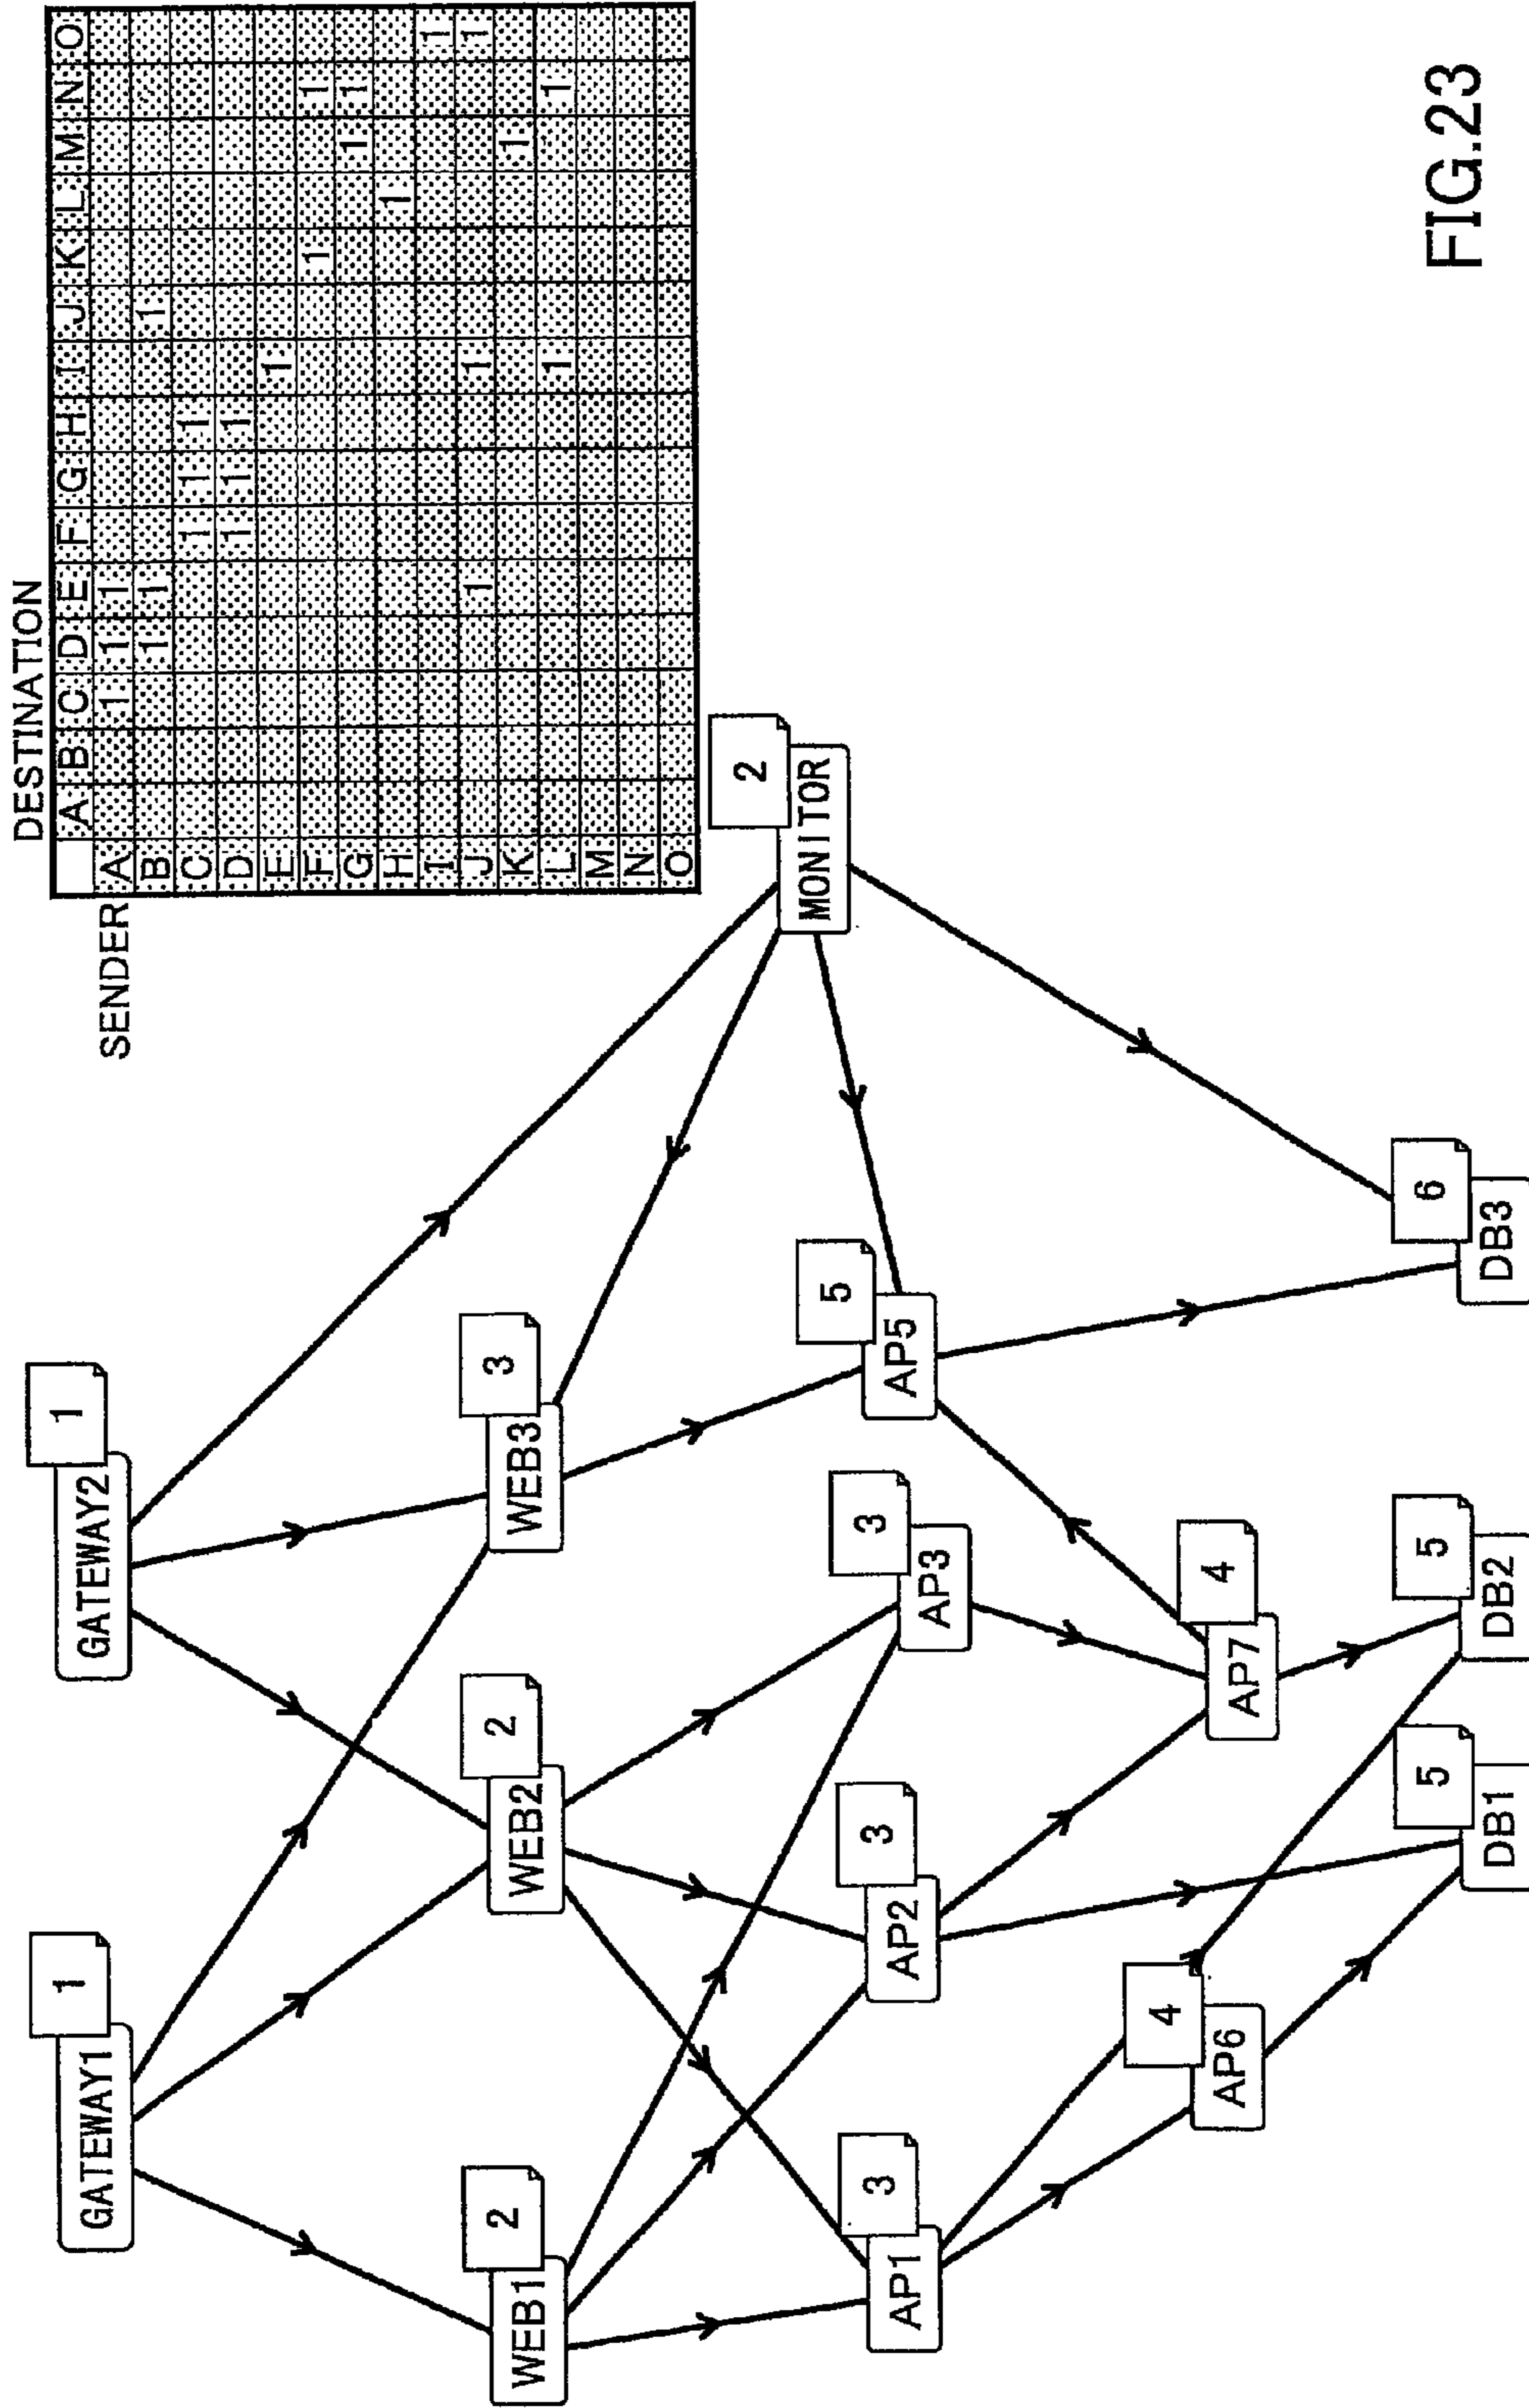 DESTINATION
A B C D E F G H I J K L M N O
SENDER
A 1 1 1
B 1 1 1
C 1 1 1
D 1 1 1
E 1
F 1 1
G 1 1
H 1
I 1
J 1 1 1
K 1
L 1 1
M
N
O
1
GATEWAY1
1
GATEWAY2
2
WEB1
2
WEB2
3
WEB3
2
MONITOR
3
AP1
3
AP2
3
AP3
5
AP5
4
AP6
4
AP7
5
DB1
5
DB2
6
DB3
FIG.23